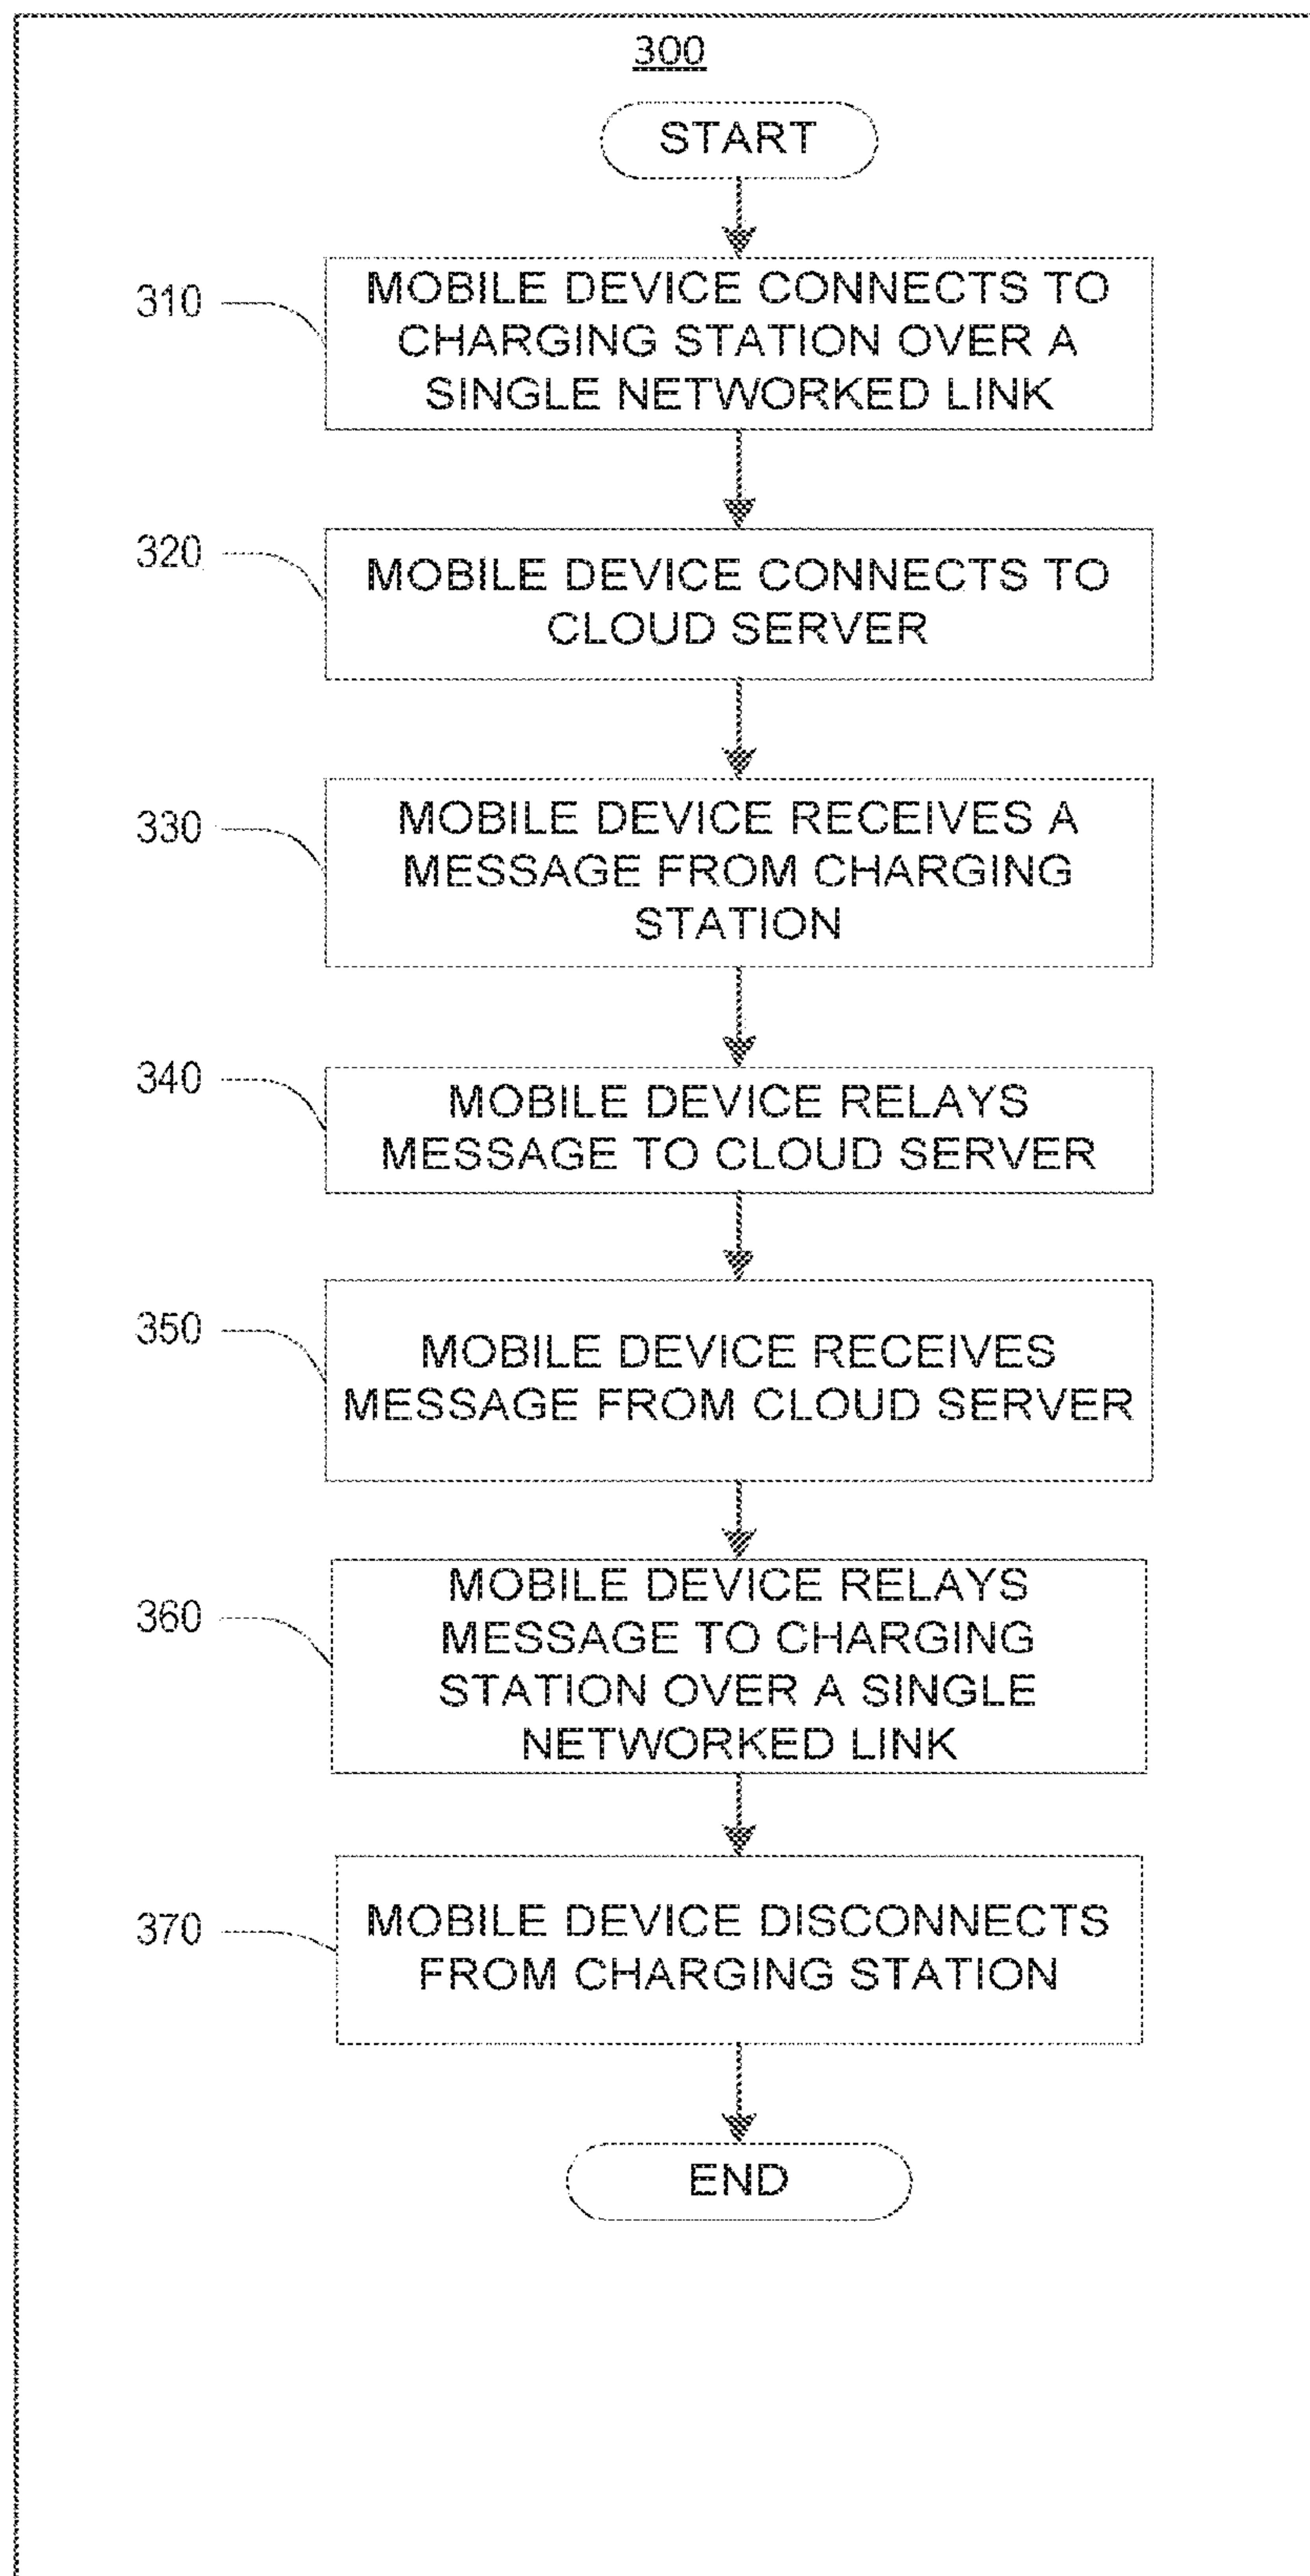 300
START
310
MOBILE DEVICE CONNECTS TO
CHARGING STATION OVER A
SINGLE NETWORKED LINK
320
MOBILE DEVICE CONNECTS TO
CLOUD SERVER
330
MOBILE DEVICE RECEIVES A
MESSAGE FROM CHARGING
STATION
340
MOBILE DEVICE RELAYS
MESSAGE TO CLOUD SERVER
350
MOBILE DEVICE RECEIVES
MESSAGE FROM CLOUD SERVER
360
MOBILE DEVICE RELAYS
MESSAGE TO CHARGING
STATION OVER A SINGLE
NETWORKED LINK
370
MOBILE DEVICE DISCONNECTS
FROM CHARGING STATION
END